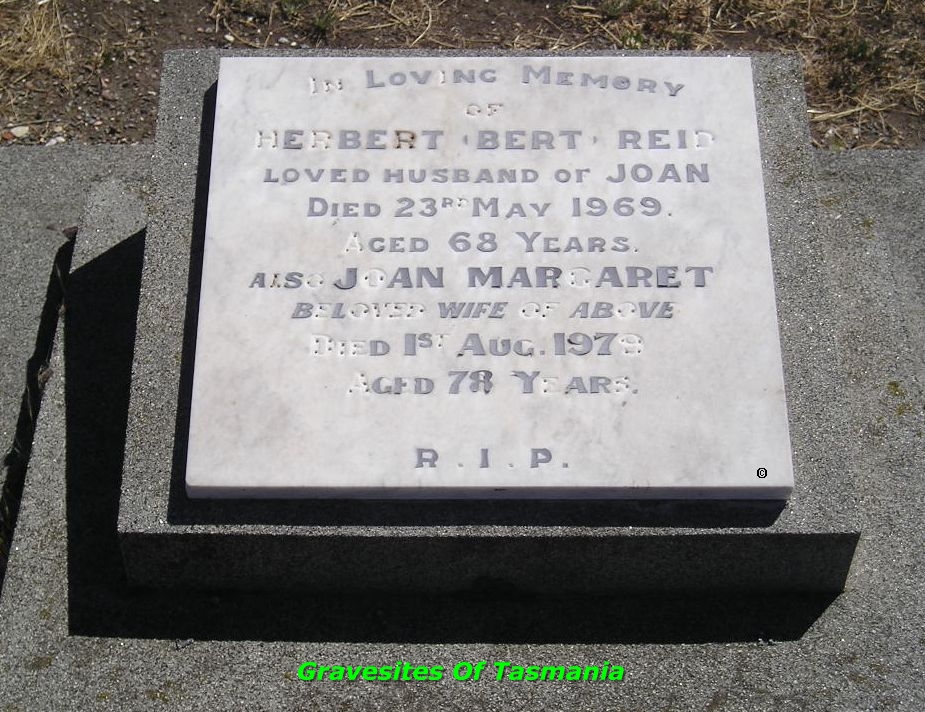 IN LOVING MEMORY
OF
HERBERT (BERT) REID
LOVED HUSBAND OF JOAN
DIED 23RD MAY 1969.
AGED 68 YEARS.
ALSO JOAN MARGARET
BELOVED WIFE OF ABOVE
DIED 1ST AUG. 1979
AGED 78 YEARS.
R.I.P.
©
Gravesites Of Tasmania